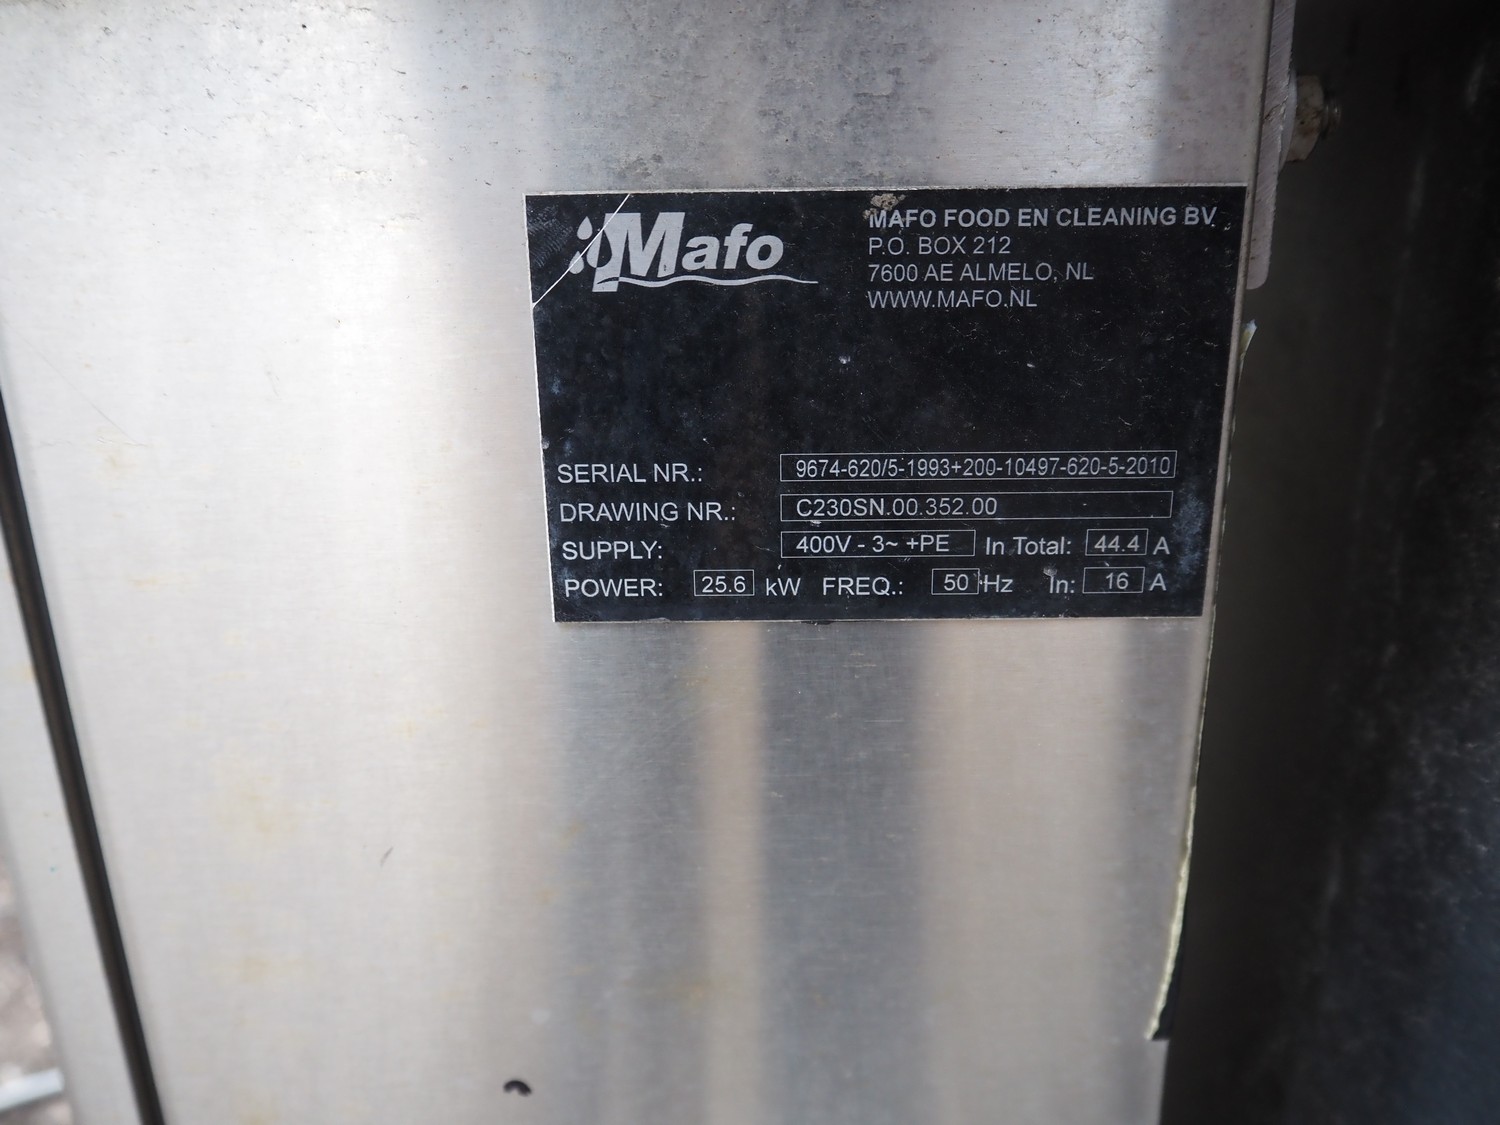 Mafo
MAFO FOOD EN CLEANING BV
P.O. BOX 212
7600 AE ALMELO, NL
WWW.MAFO.NL
SERIAL NR.: 9674-620/5-1993+200-10497-620-5-2010
DRAWING NR.: C230SN.00.352.00
SUPPLY: 400V - 3~ +PE In Total: 44.4 A
POWER: 25.6 kW FREQ.: 50 Hz In: 16 A